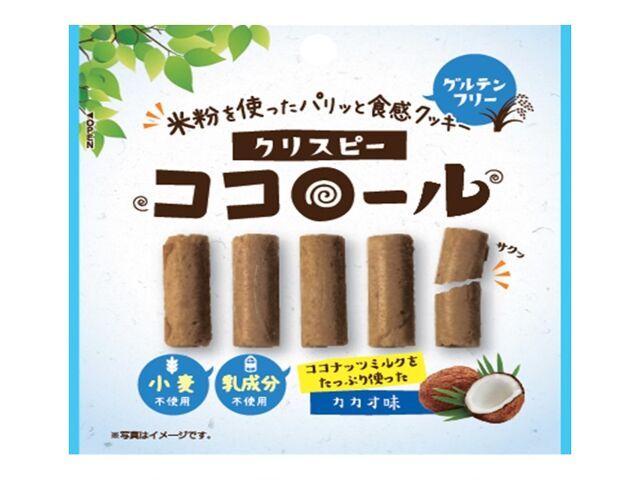 ▲OPEN
グルテン
フリー
米粉を使ったパリッと食感クッキー
クリスピー
ココロール
サクッ
小麦
不使用
乳成分
不使用
ココナッツミルクを
たっぷり使った
カカオ味
※写真はイメージです。